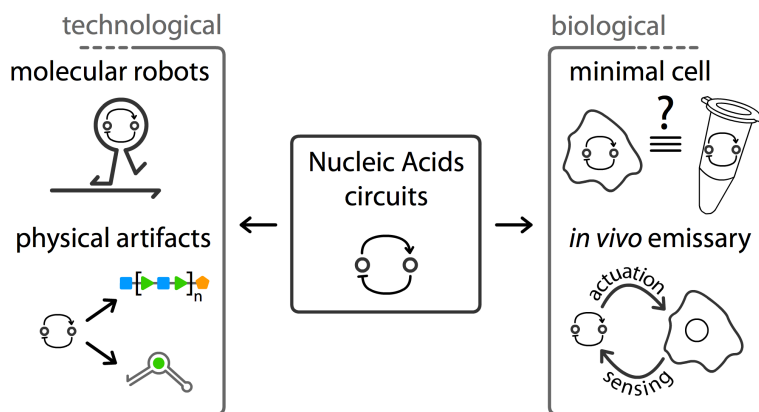 technological
molecular robots
physical artifacts
n
Nucleic Acids
circuits
biological
minimal cell
?
in vivo emissary
actuation
sensing